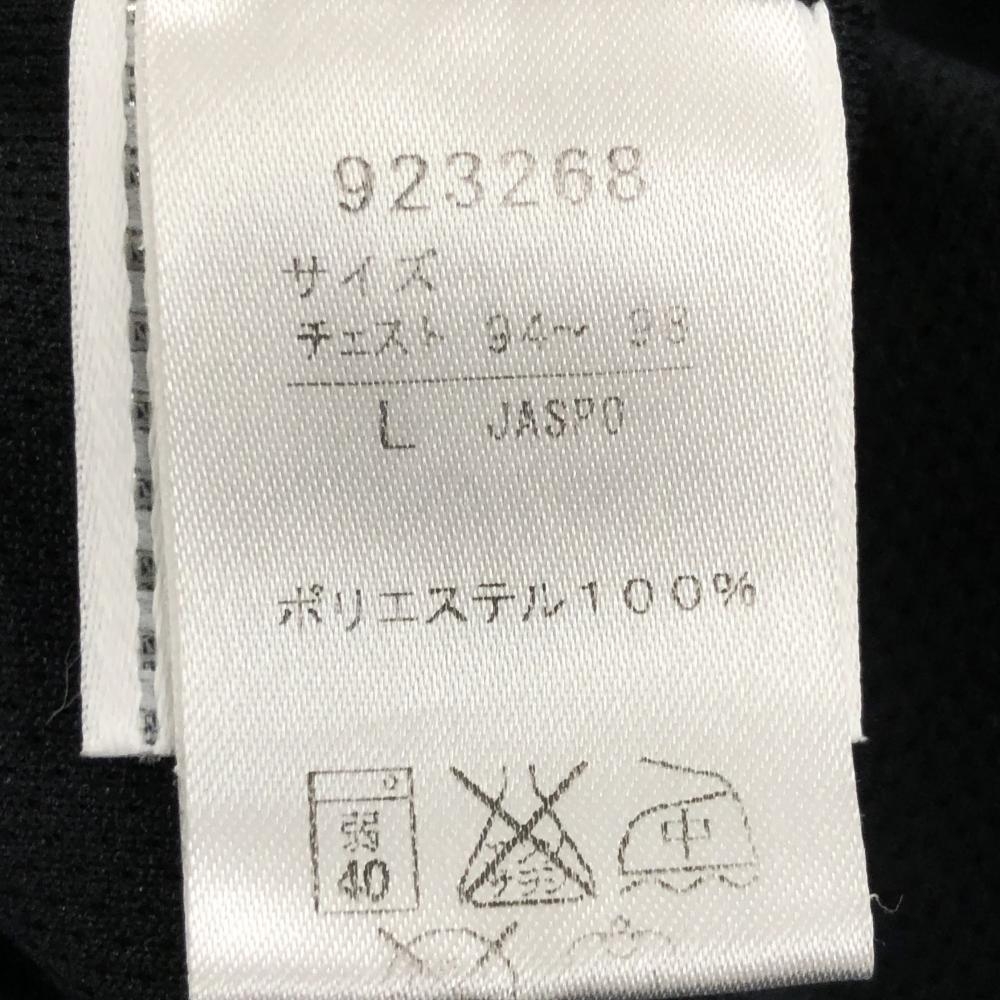 923268
サイズ
チェスト 94～ 98
L JASPO
ポリエステル100%
弱
40
中